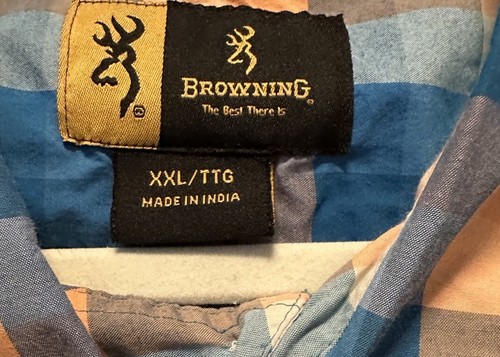 BROWNING
The Best There Is
XXL/TTG
MADE IN INDIA